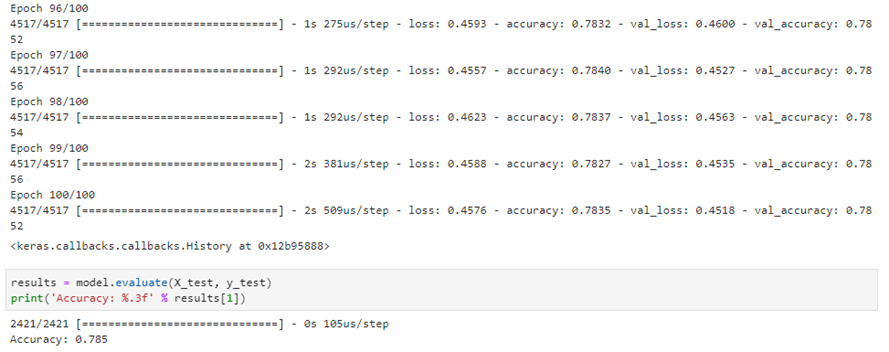 Epoch 96/100
4517/4517 [==============================] - 1s 275us/step - loss: 0.4593 - accuracy: 0.7832 - val_loss: 0.4600 - val_accuracy: 0.78
52
Epoch 97/100
4517/4517 [==============================] - 1s 292us/step - loss: 0.4557 - accuracy: 0.7840 - val_loss: 0.4527 - val_accuracy: 0.78
56
Epoch 98/100
4517/4517 [==============================] - 1s 292us/step - loss: 0.4623 - accuracy: 0.7837 - val_loss: 0.4563 - val_accuracy: 0.78
54
Epoch 99/100
4517/4517 [==============================] - 2s 381us/step - loss: 0.4588 - accuracy: 0.7827 - val_loss: 0.4535 - val_accuracy: 0.78
56
Epoch 100/100
4517/4517 [==============================] - 2s 509us/step - loss: 0.4576 - accuracy: 0.7835 - val_loss: 0.4518 - val_accuracy: 0.78
52
<keras.callbacks.callbacks.History at 0x12b95888>
results = model.evaluate(X_test, y_test)
print('Accuracy: %.3f' % results[1])
2421/2421 [==============================] - 0s 105us/step
Accuracy: 0.785